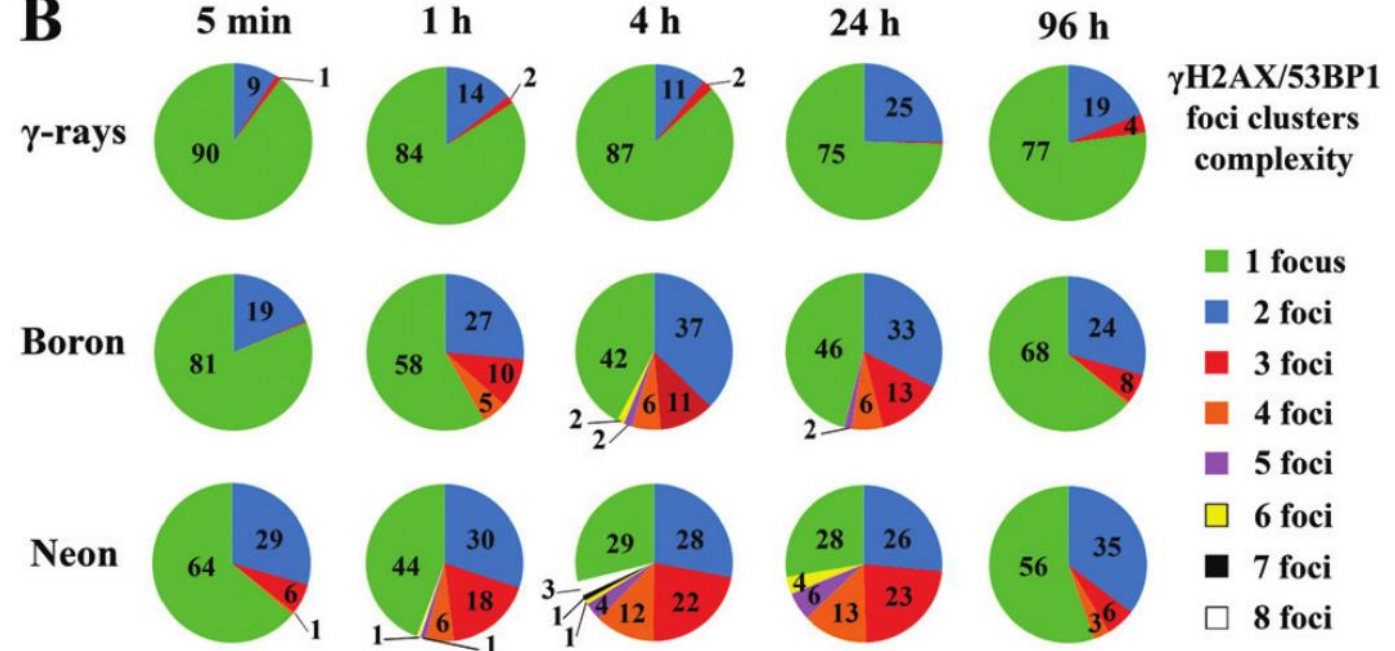 B
5 min 1 h 4 h 24 h 96 h
γ-rays
9 1 90
14 2 84
11 2 87
25 75
19 4 77
γH2AX/53BP1
foci clusters
complexity
Boron
19 81
27 10 5 58
37 11 6 2 2 42
33 13 6 2 46
24 8 68
Neon
29 6 1 64
30 18 6 1 1 44
28 22 12 4 1 1 3 29
26 23 13 6 4 28
35 6 3 56
1 focus
2 foci
3 foci
4 foci
5 foci
6 foci
7 foci
8 foci